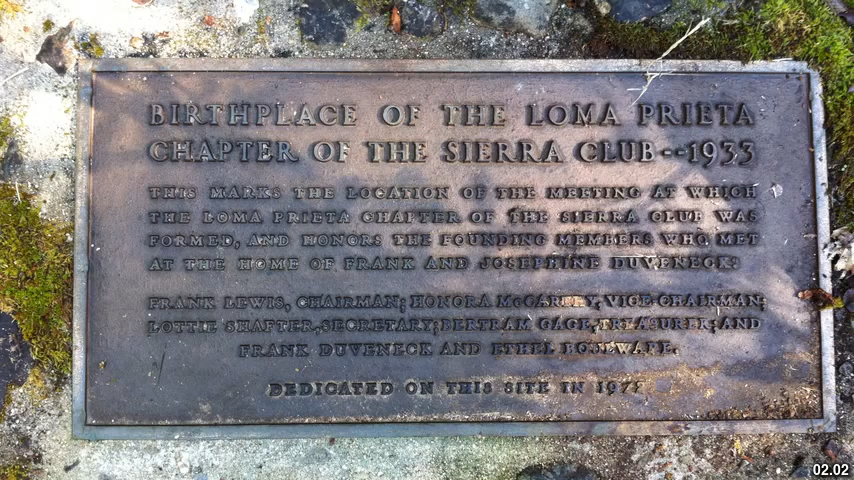 BIRTHPLACE OF THE LOMA PRIETA
CHAPTER OF THE SIERRA CLUB--1933
THIS MARKS THE LOCATION OF THE MEETING AT WHICH
THE LOMA PRIETA CHAPTER OF THE SIERRA CLUB WAS
FORMED, AND HONORS THE FOUNDING MEMBERS WHO MET
AT THE HOME OF FRANK AND JOSEPHINE DUVENECK:
FRANK LEWIS, CHAIRMAN; HONORA McCARTHY, VICE-CHAIRMAN;
LOTTIE SHAFTER, SECRETARY; BERTRAM GAGE, TREASURER; AND
FRANK DUVENECK AND ETHEL BOULWARE.
DEDICATED ON THIS SITE IN
02.02